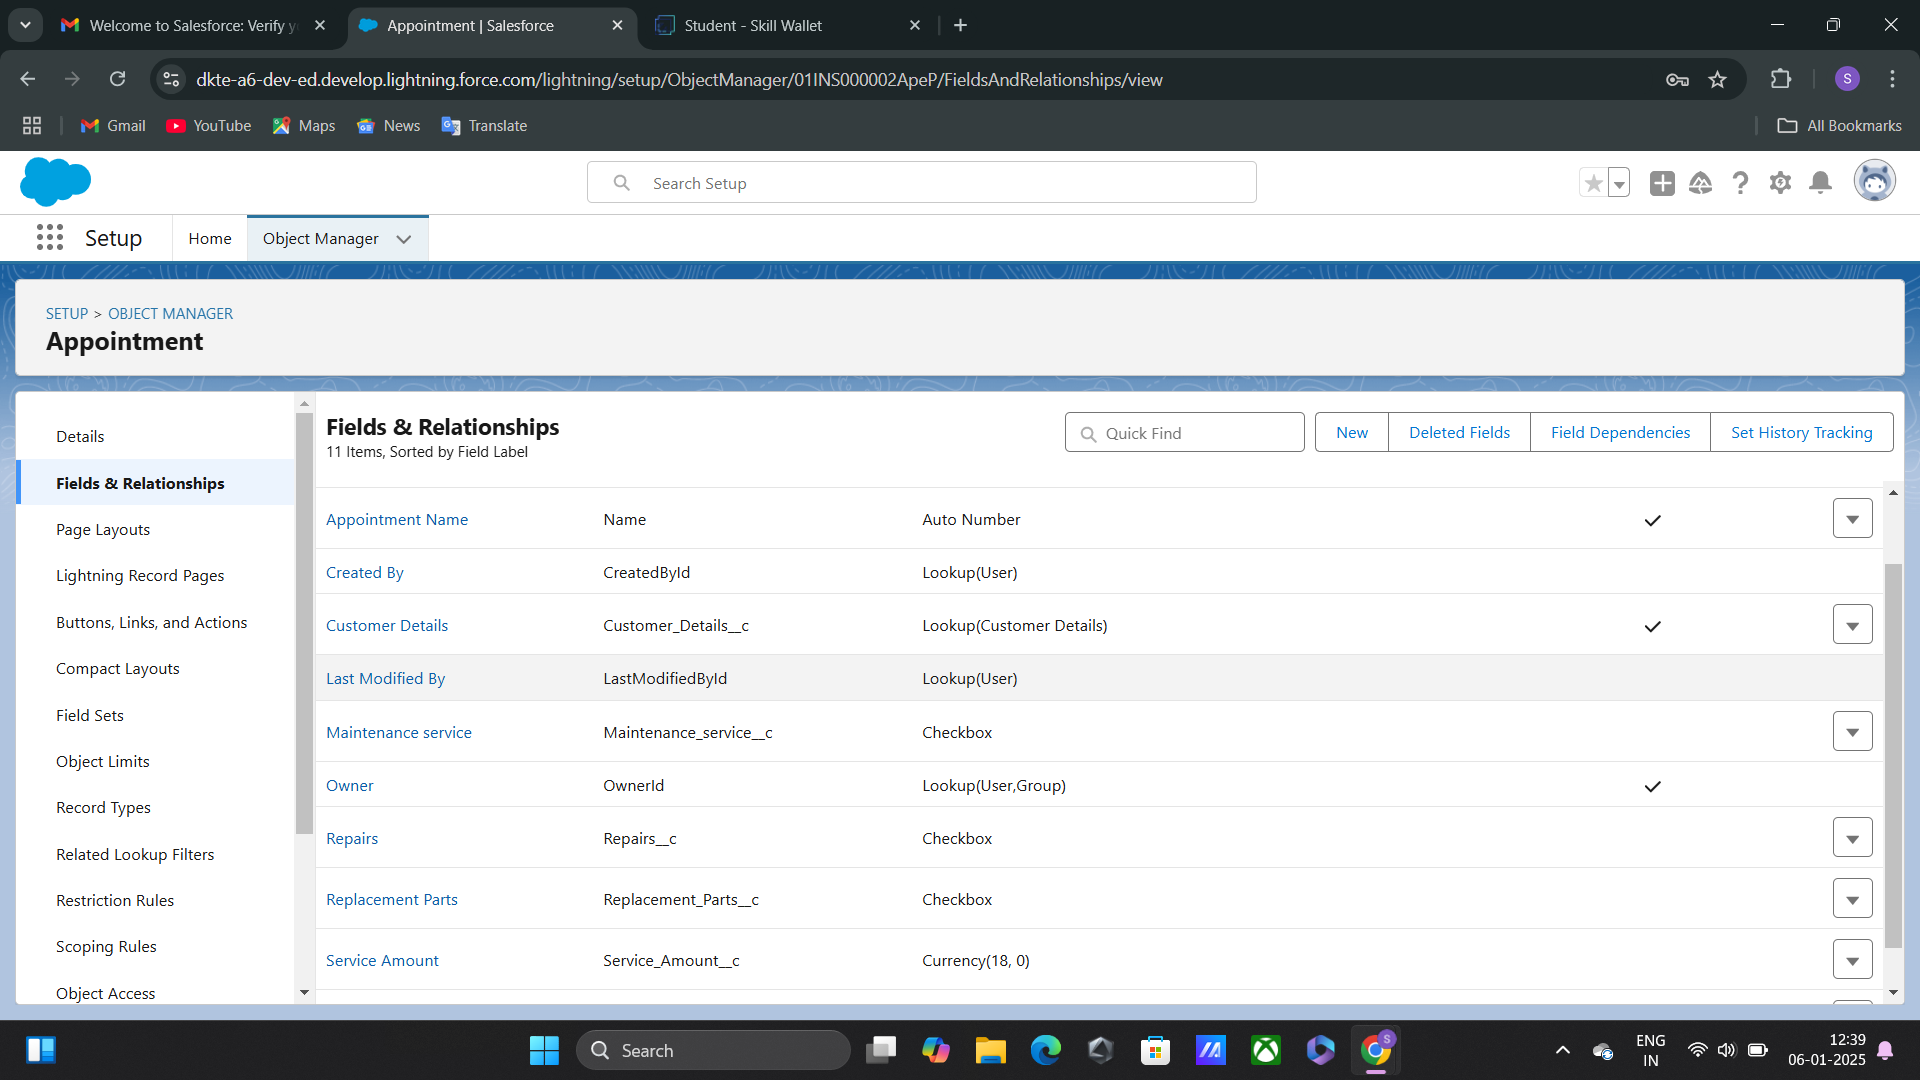 Welcome to Salesforce: Verify y
Appointment | Salesforce
Student - Skill Wallet
dkte-a6-dev-ed.develop.lightning.force.com/lightning/setup/ObjectManager/01INS000002ApeP/FieldsAndRelationships/view
S
Gmail
YouTube
Maps
News
Translate
All Bookmarks
Search Setup
Setup
Home
Object Manager
SETUP > OBJECT MANAGER
Appointment
Details
Fields & Relationships
Page Layouts
Lightning Record Pages
Buttons, Links, and Actions
Compact Layouts
Field Sets
Object Limits
Record Types
Related Lookup Filters
Restriction Rules
Scoping Rules
Object Access
Fields & Relationships
11 Items, Sorted by Field Label
Quick Find
New
Deleted Fields
Field Dependencies
Set History Tracking
Appointment Name Name Auto Number
Created By CreatedById Lookup(User)
Customer Details Customer_Details__c Lookup(Customer Details)
Last Modified By LastModifiedById Lookup(User)
Maintenance service Maintenance_service__c Checkbox
Owner OwnerId Lookup(User,Group)
Repairs Repairs__c Checkbox
Replacement Parts Replacement_Parts__c Checkbox
Service Amount Service_Amount__c Currency(18, 0)
Search
S
ENG
IN
12:39
06-01-2025